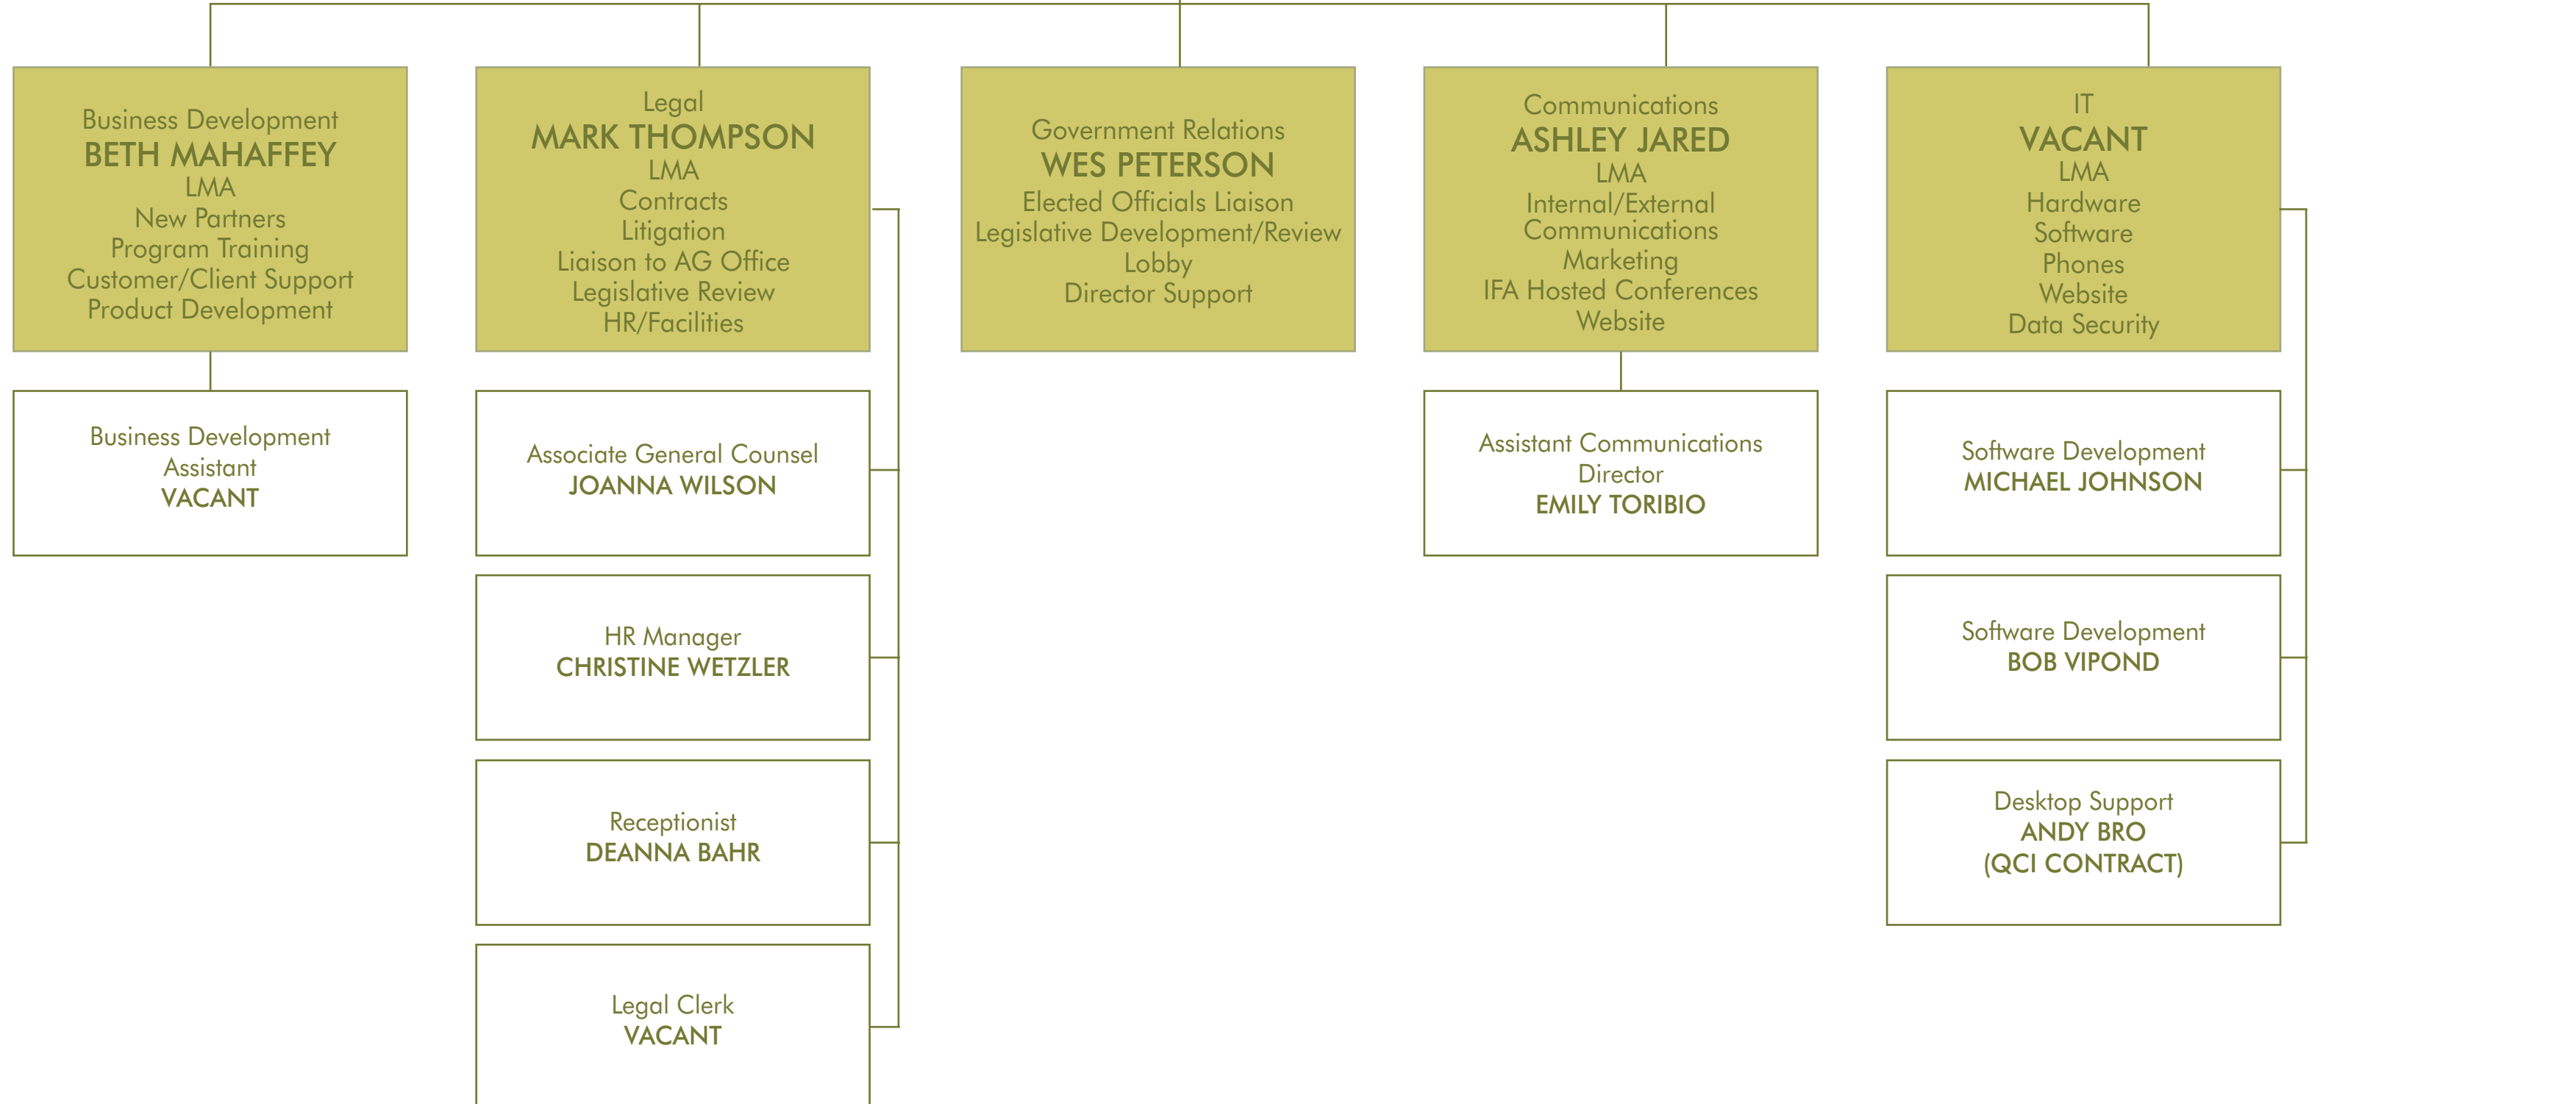 Business Development
BETH MAHAFFEY
LMA
New Partners
Program Training
Customer/Client Support
Product Development
Business Development
Assistant
VACANT
Legal
MARK THOMPSON
LMA
Contracts
Litigation
Liaison to AG Office
Legislative Review
HR/Facilities
Associate General Counsel
JOANNA WILSON
HR Manager
CHRISTINE WETZLER
Receptionist
DEANNA BAHR
Legal Clerk
VACANT
Government Relations
WES PETERSON
Elected Officials Liaison
Legislative Development/Review
Lobby
Director Support
Communications
ASHLEY JARED
LMA
Internal/External
Communications
Marketing
IFA Hosted Conferences
Website
Assistant Communications
Director
EMILY TORIBIO
IT
VACANT
LMA
Hardware
Software
Phones
Website
Data Security
Software Development
MICHAEL JOHNSON
Software Development
BOB VIPOND
Desktop Support
ANDY BRO
(QCI CONTRACT)